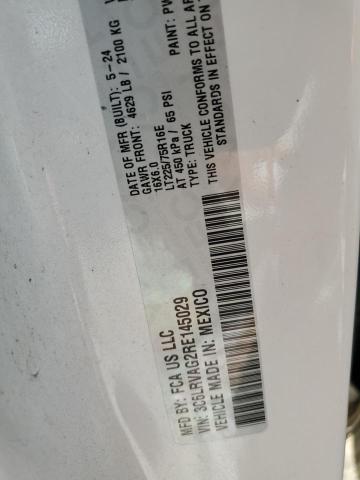 MFD BY: FCA US LLC
DATE OF MFR (BUILT): 5-24
GAWR FRONT: 4629 LB / 2100 KG
16X6.0
LT225/75R16E
AT 450 kPa / 65 PSI
TYPE: TRUCK
PAINT: PW
THIS VEHICLE CONFORMS TO ALL AP
STANDARDS IN EFFECT ON
VIN: 3C6LRVAG2RE145029
VEHICLE MADE IN: MEXICO